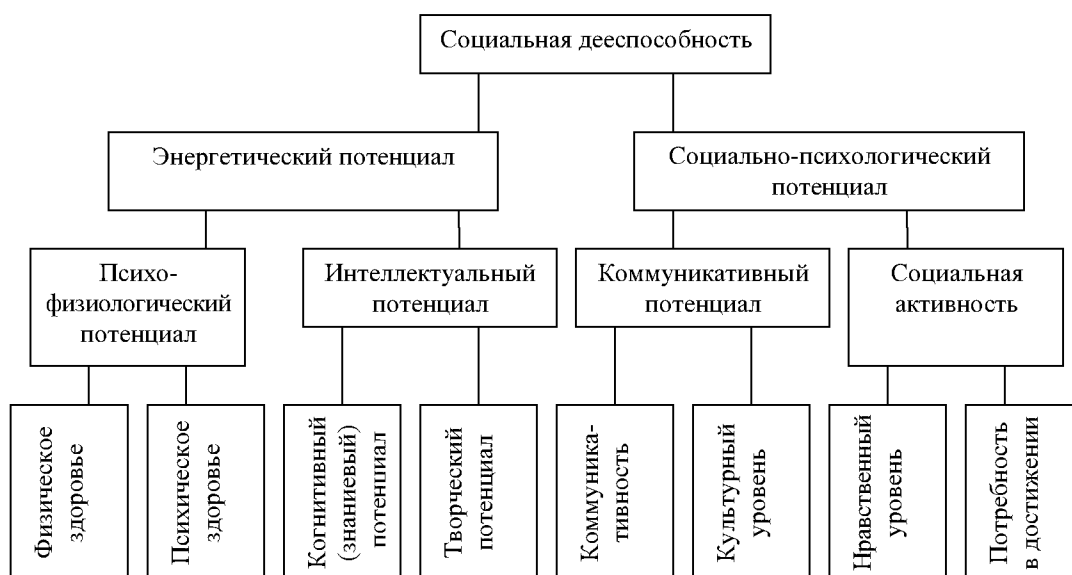 Социальная дееспособность
Энергетический потенциал
Социально-психологический
потенциал
Психо-
физиологический
потенциал
Интеллектуальный
потенциал
Коммуникативный
потенциал
Социальная
активность
Физическое
здоровье
Психическое
здоровье
Когнитивный
(знаниевый)
потенциал
Творческий
потенциал
Коммуника-
тивность
Культурный
уровень
Нравственный
уровень
Потребность
в достижении